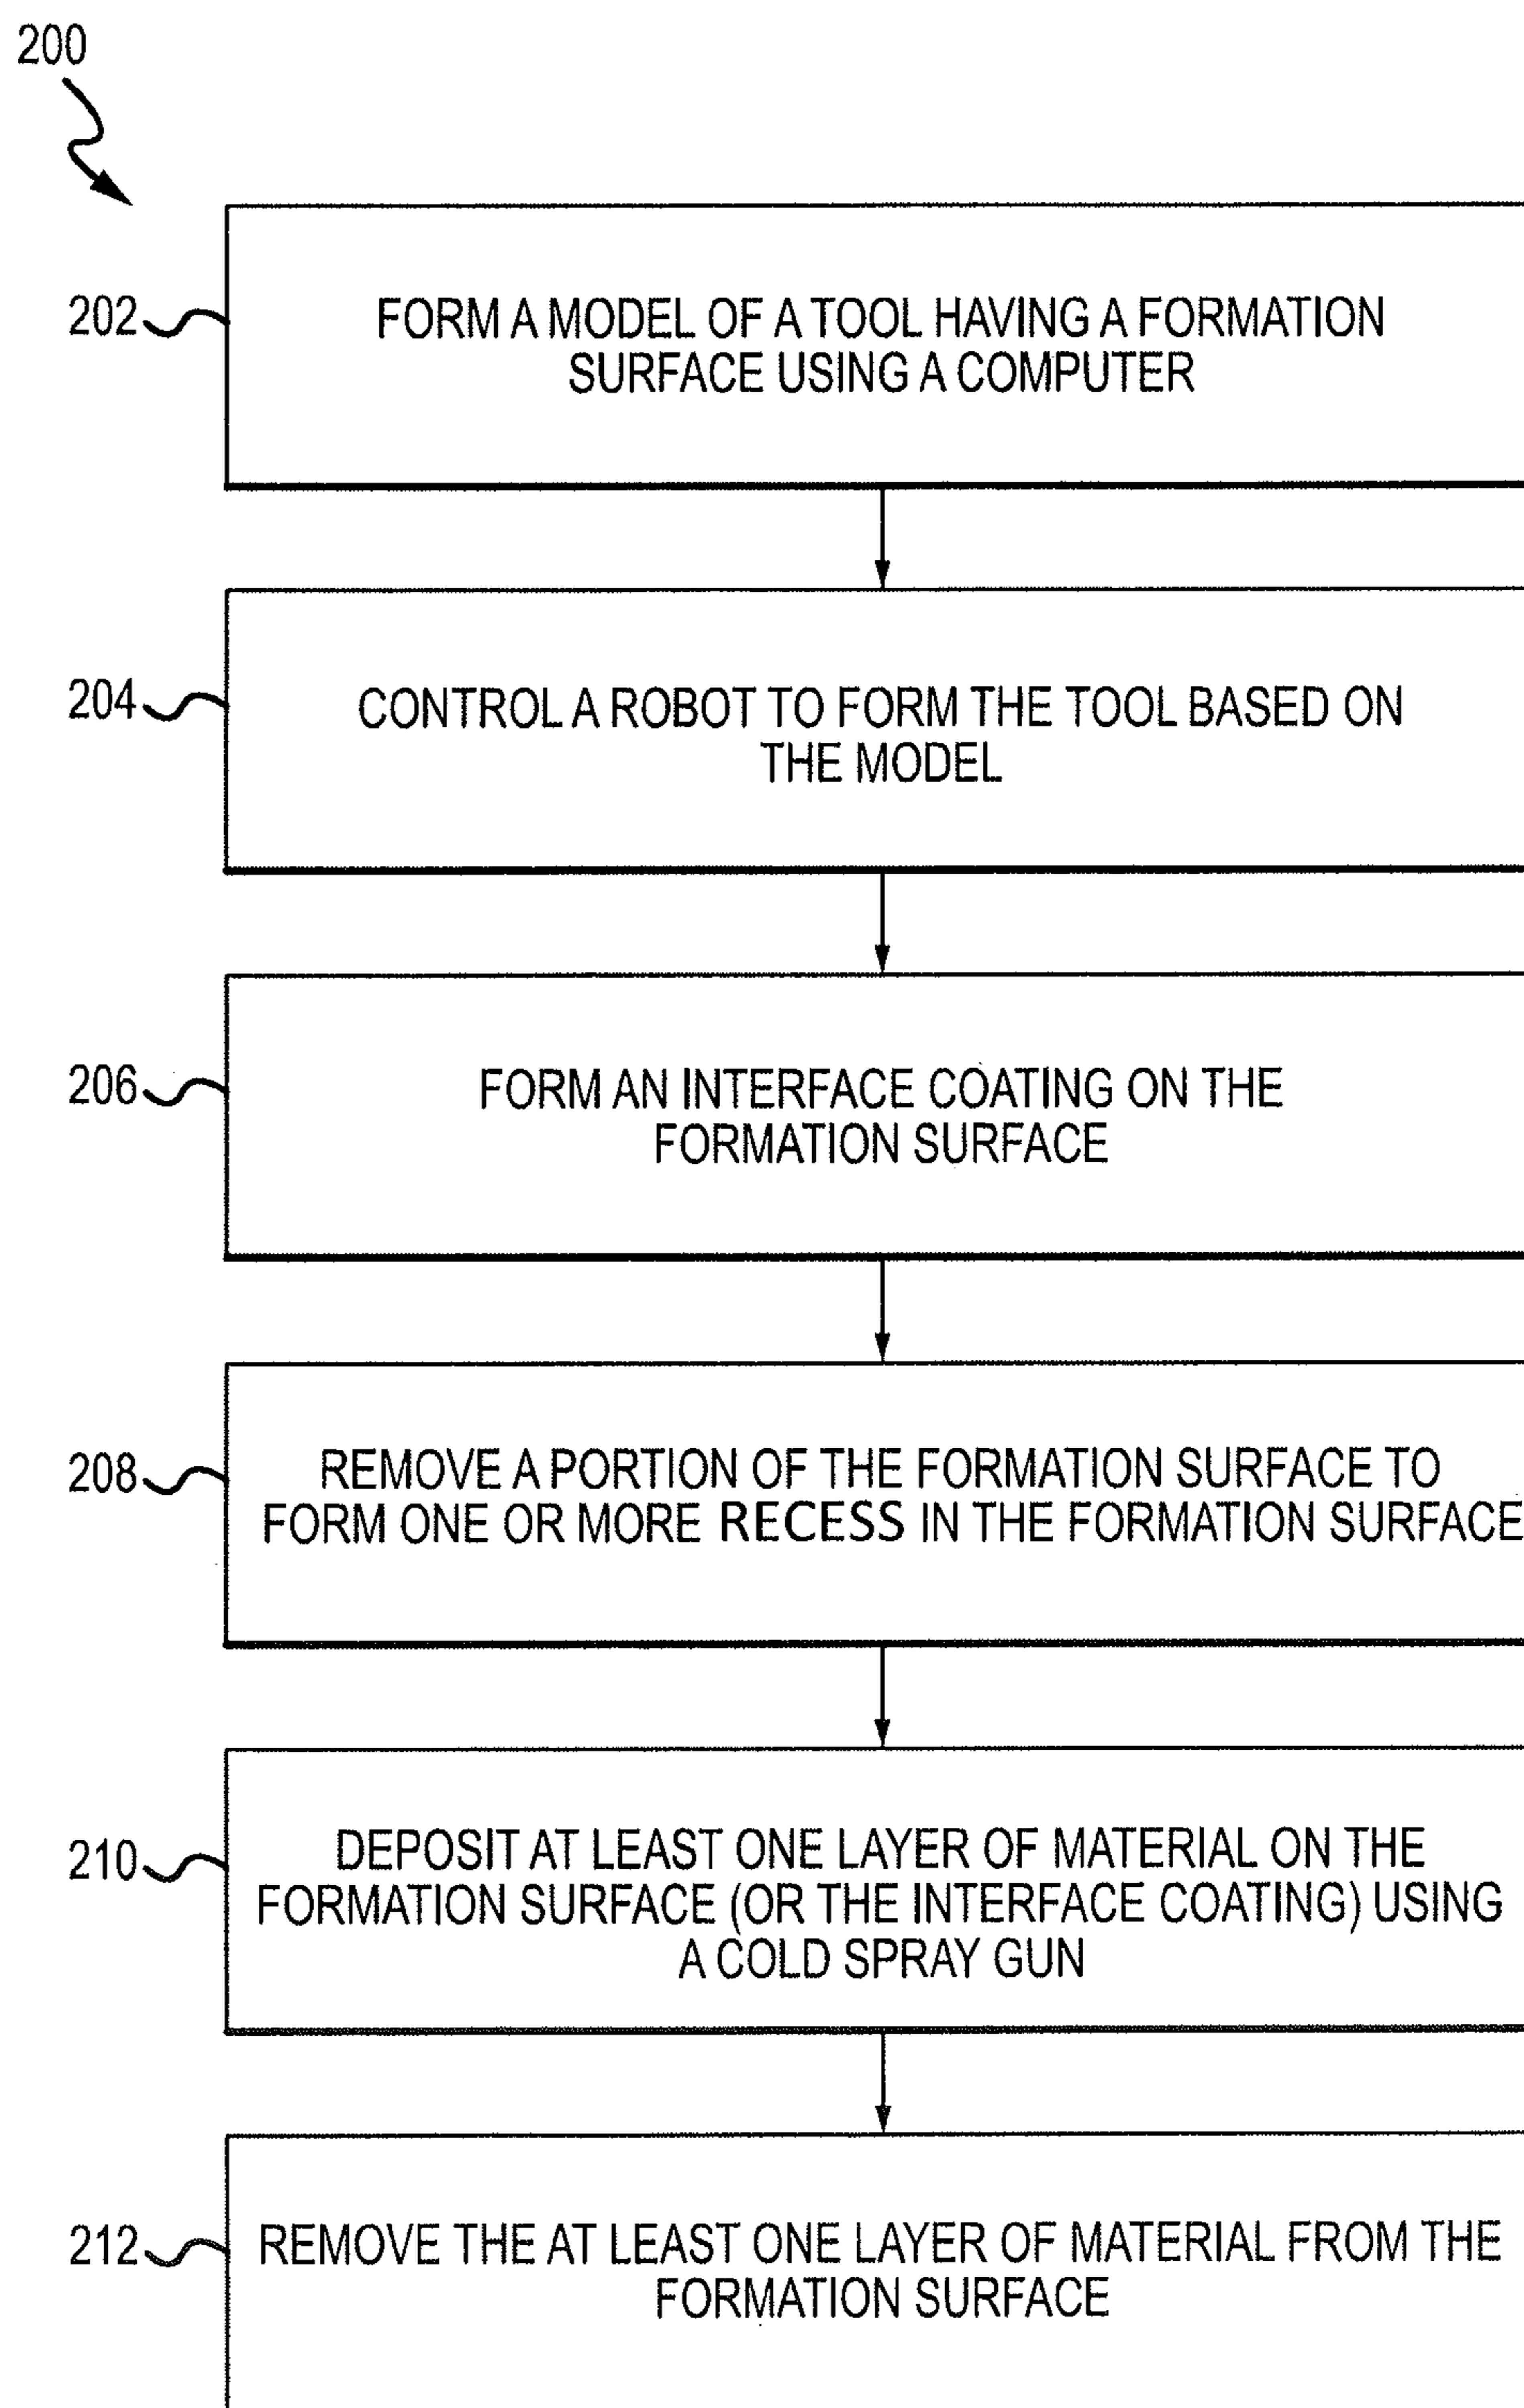 200
202
FORM A MODEL OF A TOOL HAVING A FORMATION
SURFACE USING A COMPUTER
204
CONTROL A ROBOT TO FORM THE TOOL BASED ON
THE MODEL
206
FORM AN INTERFACE COATING ON THE
FORMATION SURFACE
208
REMOVE A PORTION OF THE FORMATION SURFACE TO
FORM ONE OR MORE RECESS IN THE FORMATION SURFACE
210
DEPOSIT AT LEAST ONE LAYER OF MATERIAL ON THE
FORMATION SURFACE (OR THE INTERFACE COATING) USING
A COLD SPRAY GUN
212
REMOVE THE AT LEAST ONE LAYER OF MATERIAL FROM THE
FORMATION SURFACE